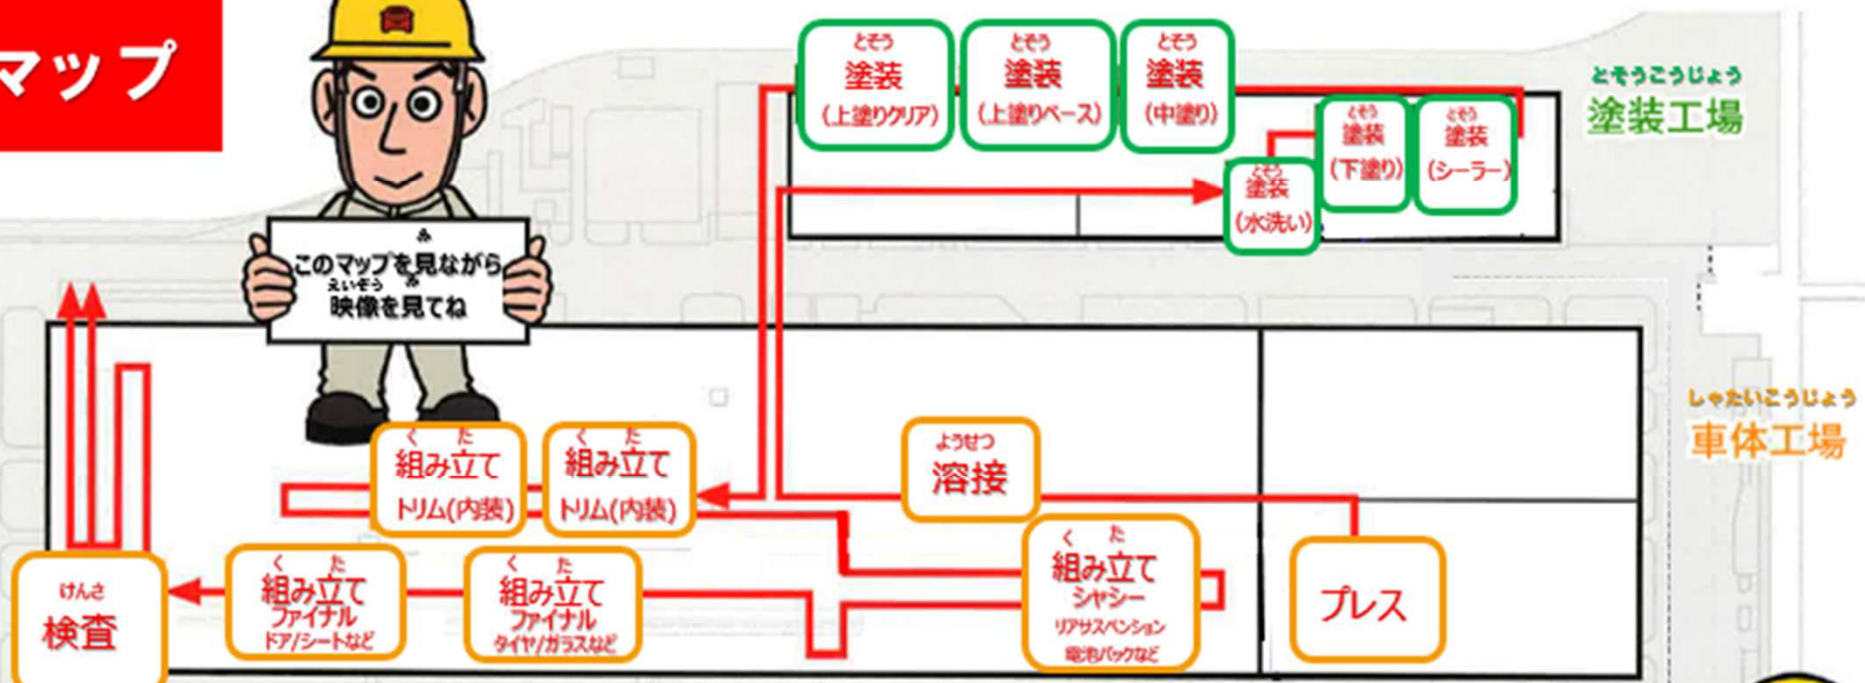 マップ
とそう
塗装
(上塗りクリア)
とそう
塗装
(上塗りベース)
とそう
塗装
(中塗り)
とそう
塗装
(下塗り)
とそう
塗装
(シーラー)
とそう
塗装
(水洗い)
とそうこうじょう
塗装工場
み
このマップを見ながら
えいぞう み
映像を見てね
しゃたいこうじょう
車体工場
く た
組み立て
トリム(内装)
く た
組み立て
トリム(内装)
ようせつ
溶接
く た
組み立て
シャシー
リアサスペンション
電池パックなど
プレス
く た
組み立て
ファイナル
タイヤ/ガラスなど
く た
組み立て
ファイナル
ドア/シートなど
けんさ
検査